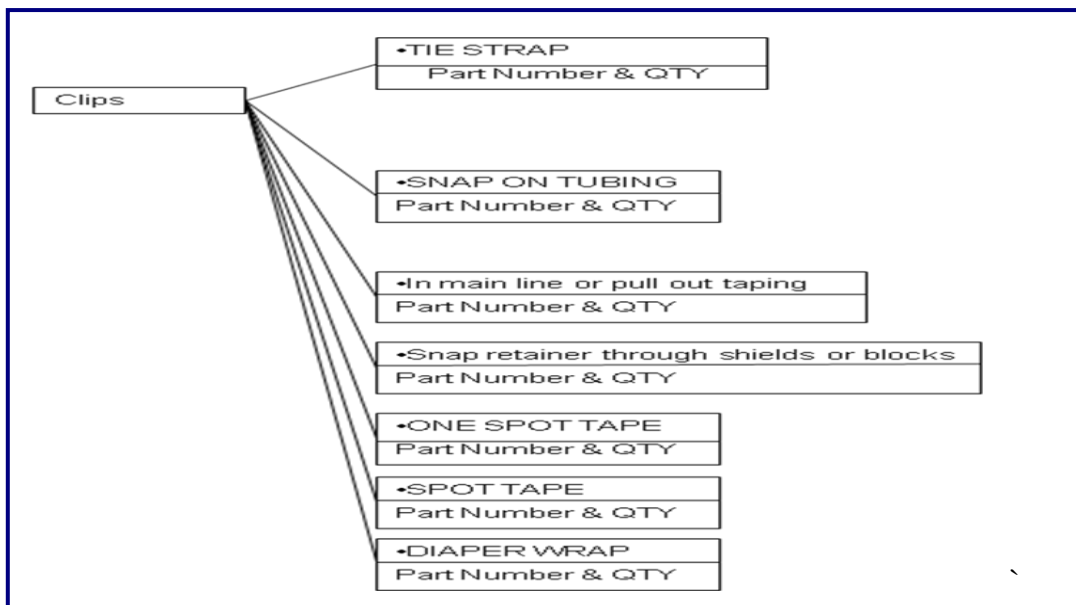 •TIE STRAP
Part Number & QTY
Clips
•SNAP ON TUBING
Part Number & QTY
•In main line or pull out taping
Part Number & QTY
•Snap retainer through shields or blocks
Part Number & QTY
•ONE SPOT TAPE
Part Number & QTY
•SPOT TAPE
Part Number & QTY
•DIAPER WRAP
Part Number & QTY
`